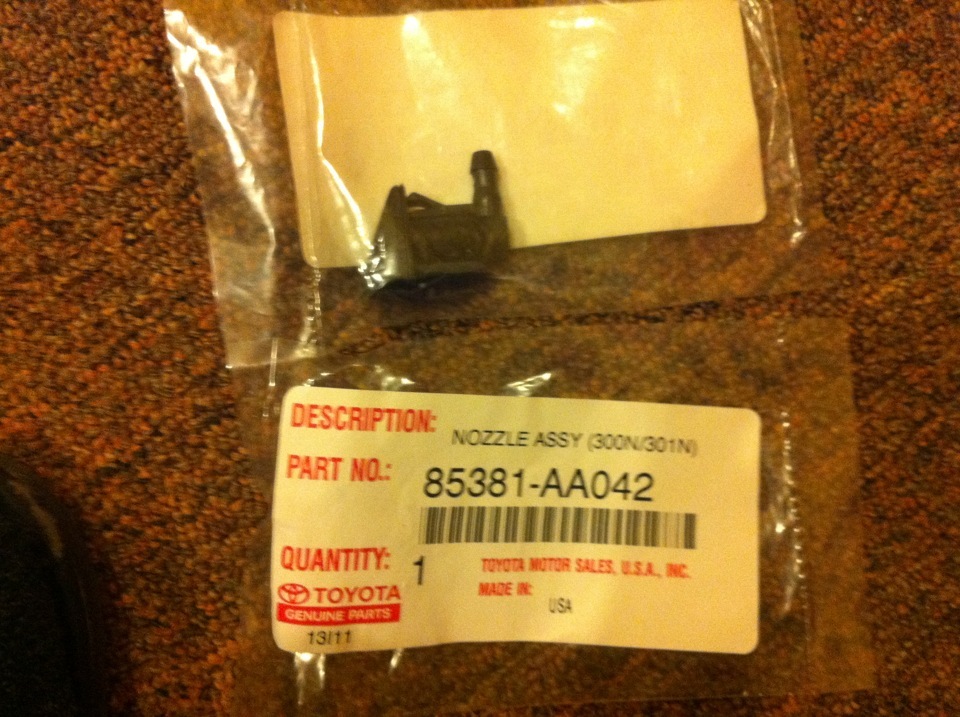 DESCRIPTION:
NOZZLE ASSY (300N/301N)
PART NO.:
85381-AA042
QUANTITY:
1
TOYOTA MOTOR SALES, U.S.A., INC.
MADE IN:
USA
TOYOTA
GENUINE PARTS
13/11